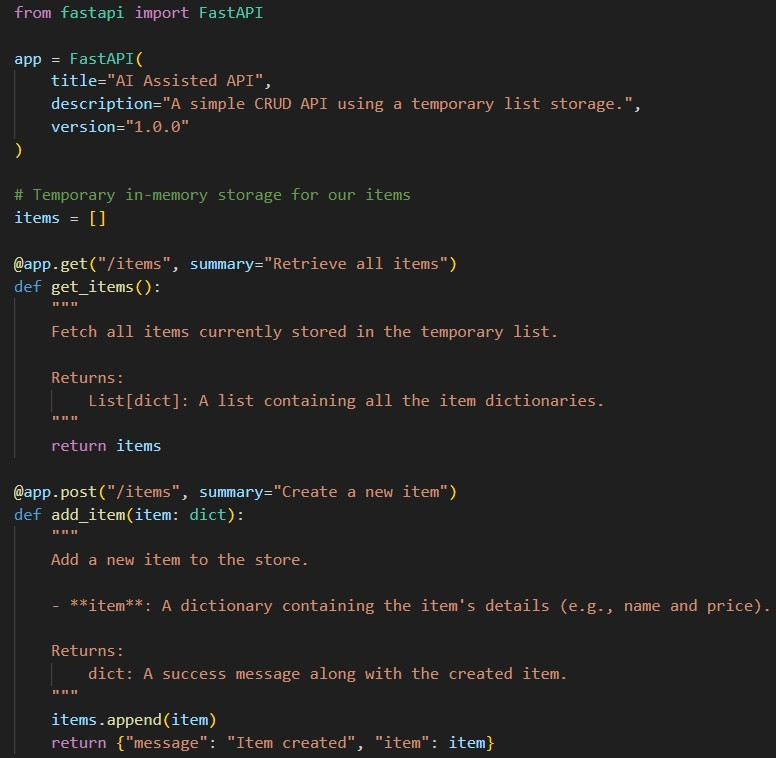 from fastapi import FastAPI

app = FastAPI(
    title="AI Assisted API",
    description="A simple CRUD API using a temporary list storage.",
    version="1.0.0"
)

# Temporary in-memory storage for our items
items = []

@app.get("/items", summary="Retrieve all items")
def get_items():
    """
    Fetch all items currently stored in the temporary list.

    Returns:
        List[dict]: A list containing all the item dictionaries.
    """
    return items

@app.post("/items", summary="Create a new item")
def add_item(item: dict):
    """
    Add a new item to the store.

    - **item**: A dictionary containing the item's details (e.g., name and price).

    Returns:
        dict: A success message along with the created item.
    """
    items.append(item)
    return {"message": "Item created", "item": item}